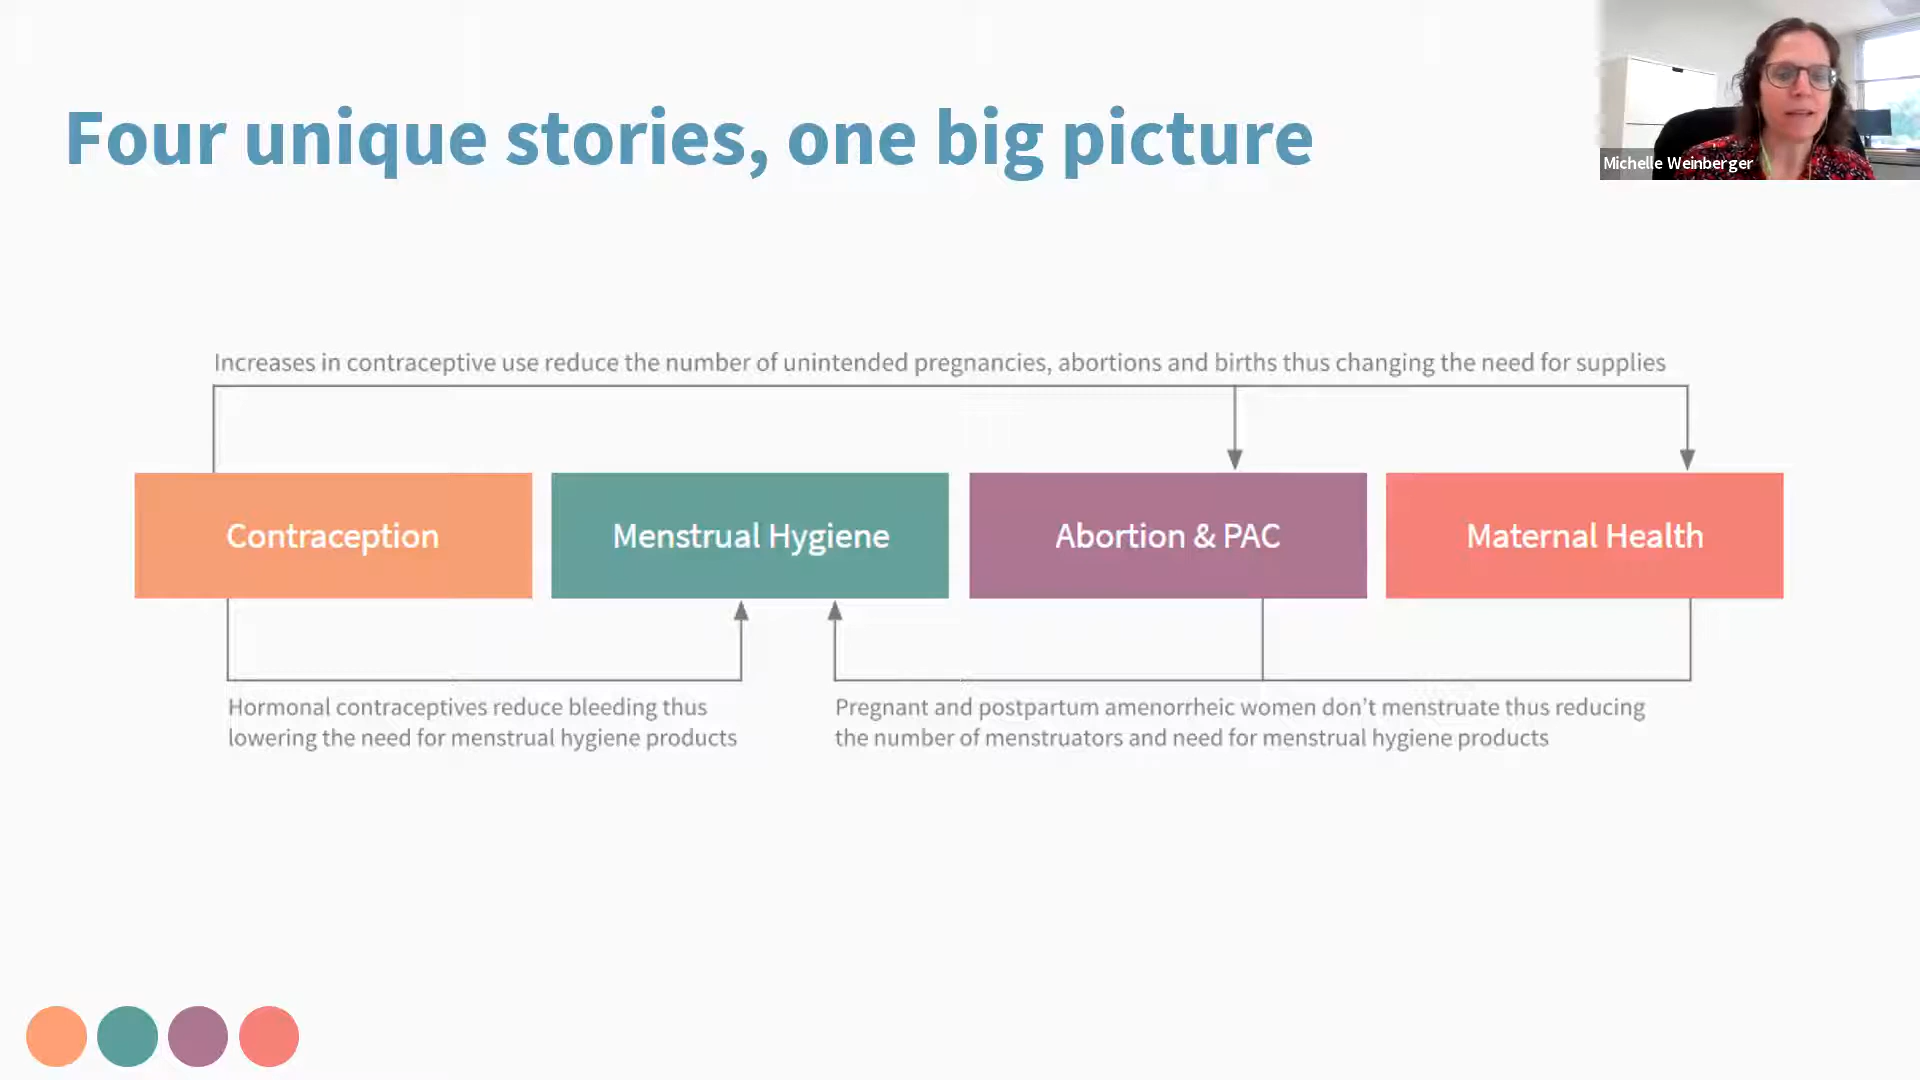 Four unique stories, one big picture
Michelle Weinberger
Increases in contraceptive use reduce the number of unintended pregnancies, abortions and births thus changing the need for supplies
Contraception
Menstrual Hygiene
Abortion & PAC
Maternal Health
Hormonal contraceptives reduce bleeding thus
lowering the need for menstrual hygiene products
Pregnant and postpartum amenorrheic women don't menstruate thus reducing
the number of menstruators and need for menstrual hygiene products